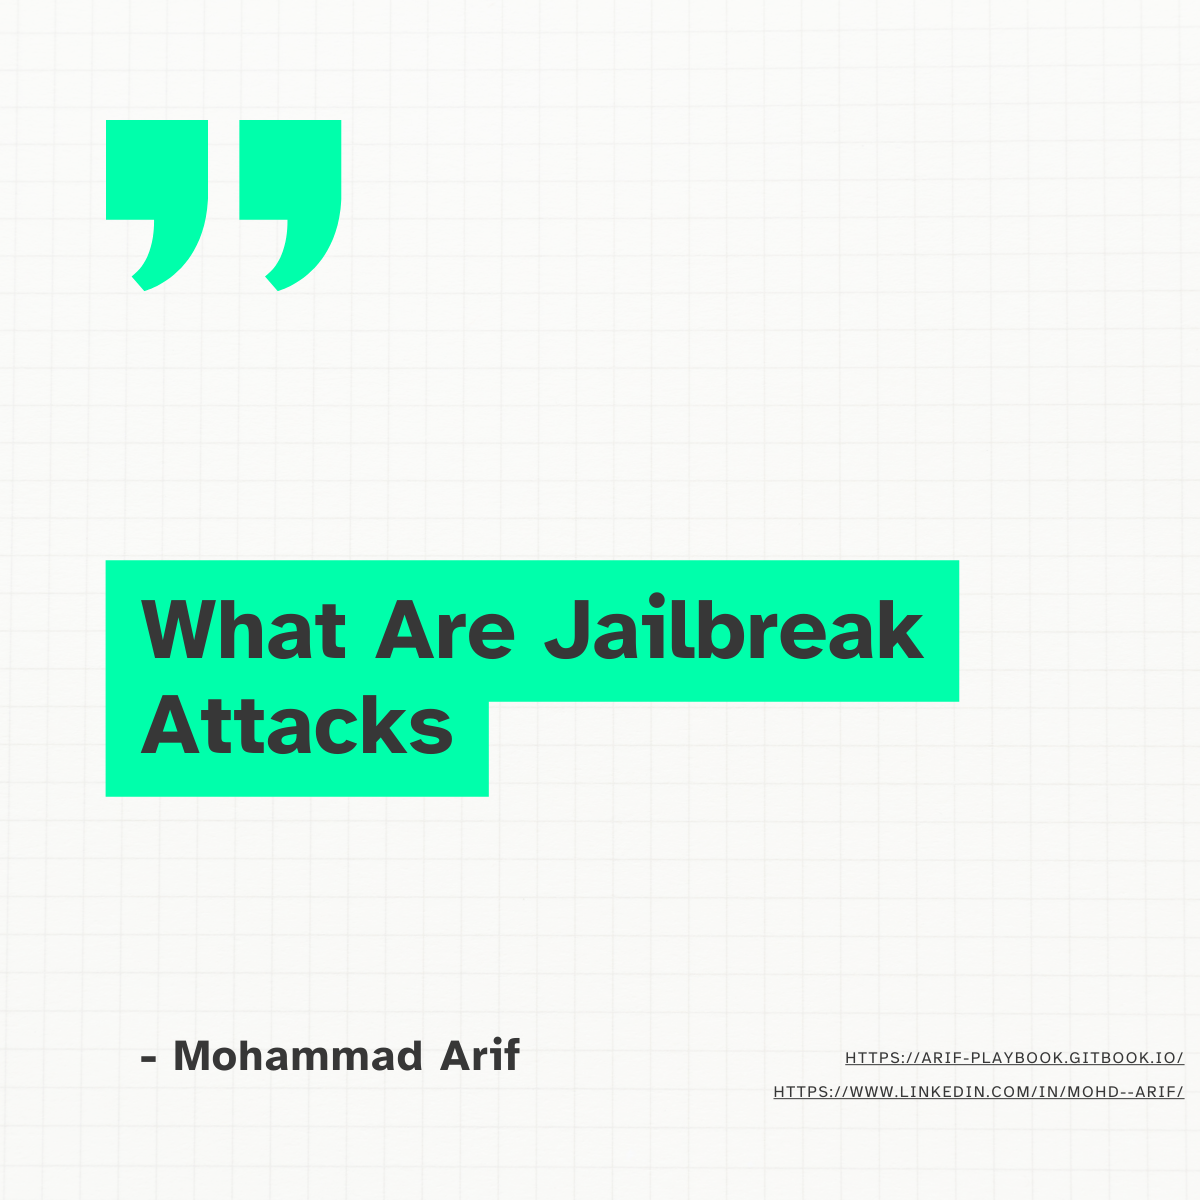 What Are Jailbreak
Attacks
- Mohammad Arif
HTTPS://ARIF-PLAYBOOK.GITBOOK.IO/
HTTPS://WWW.LINKEDIN.COM/IN/MOHD--ARIF/